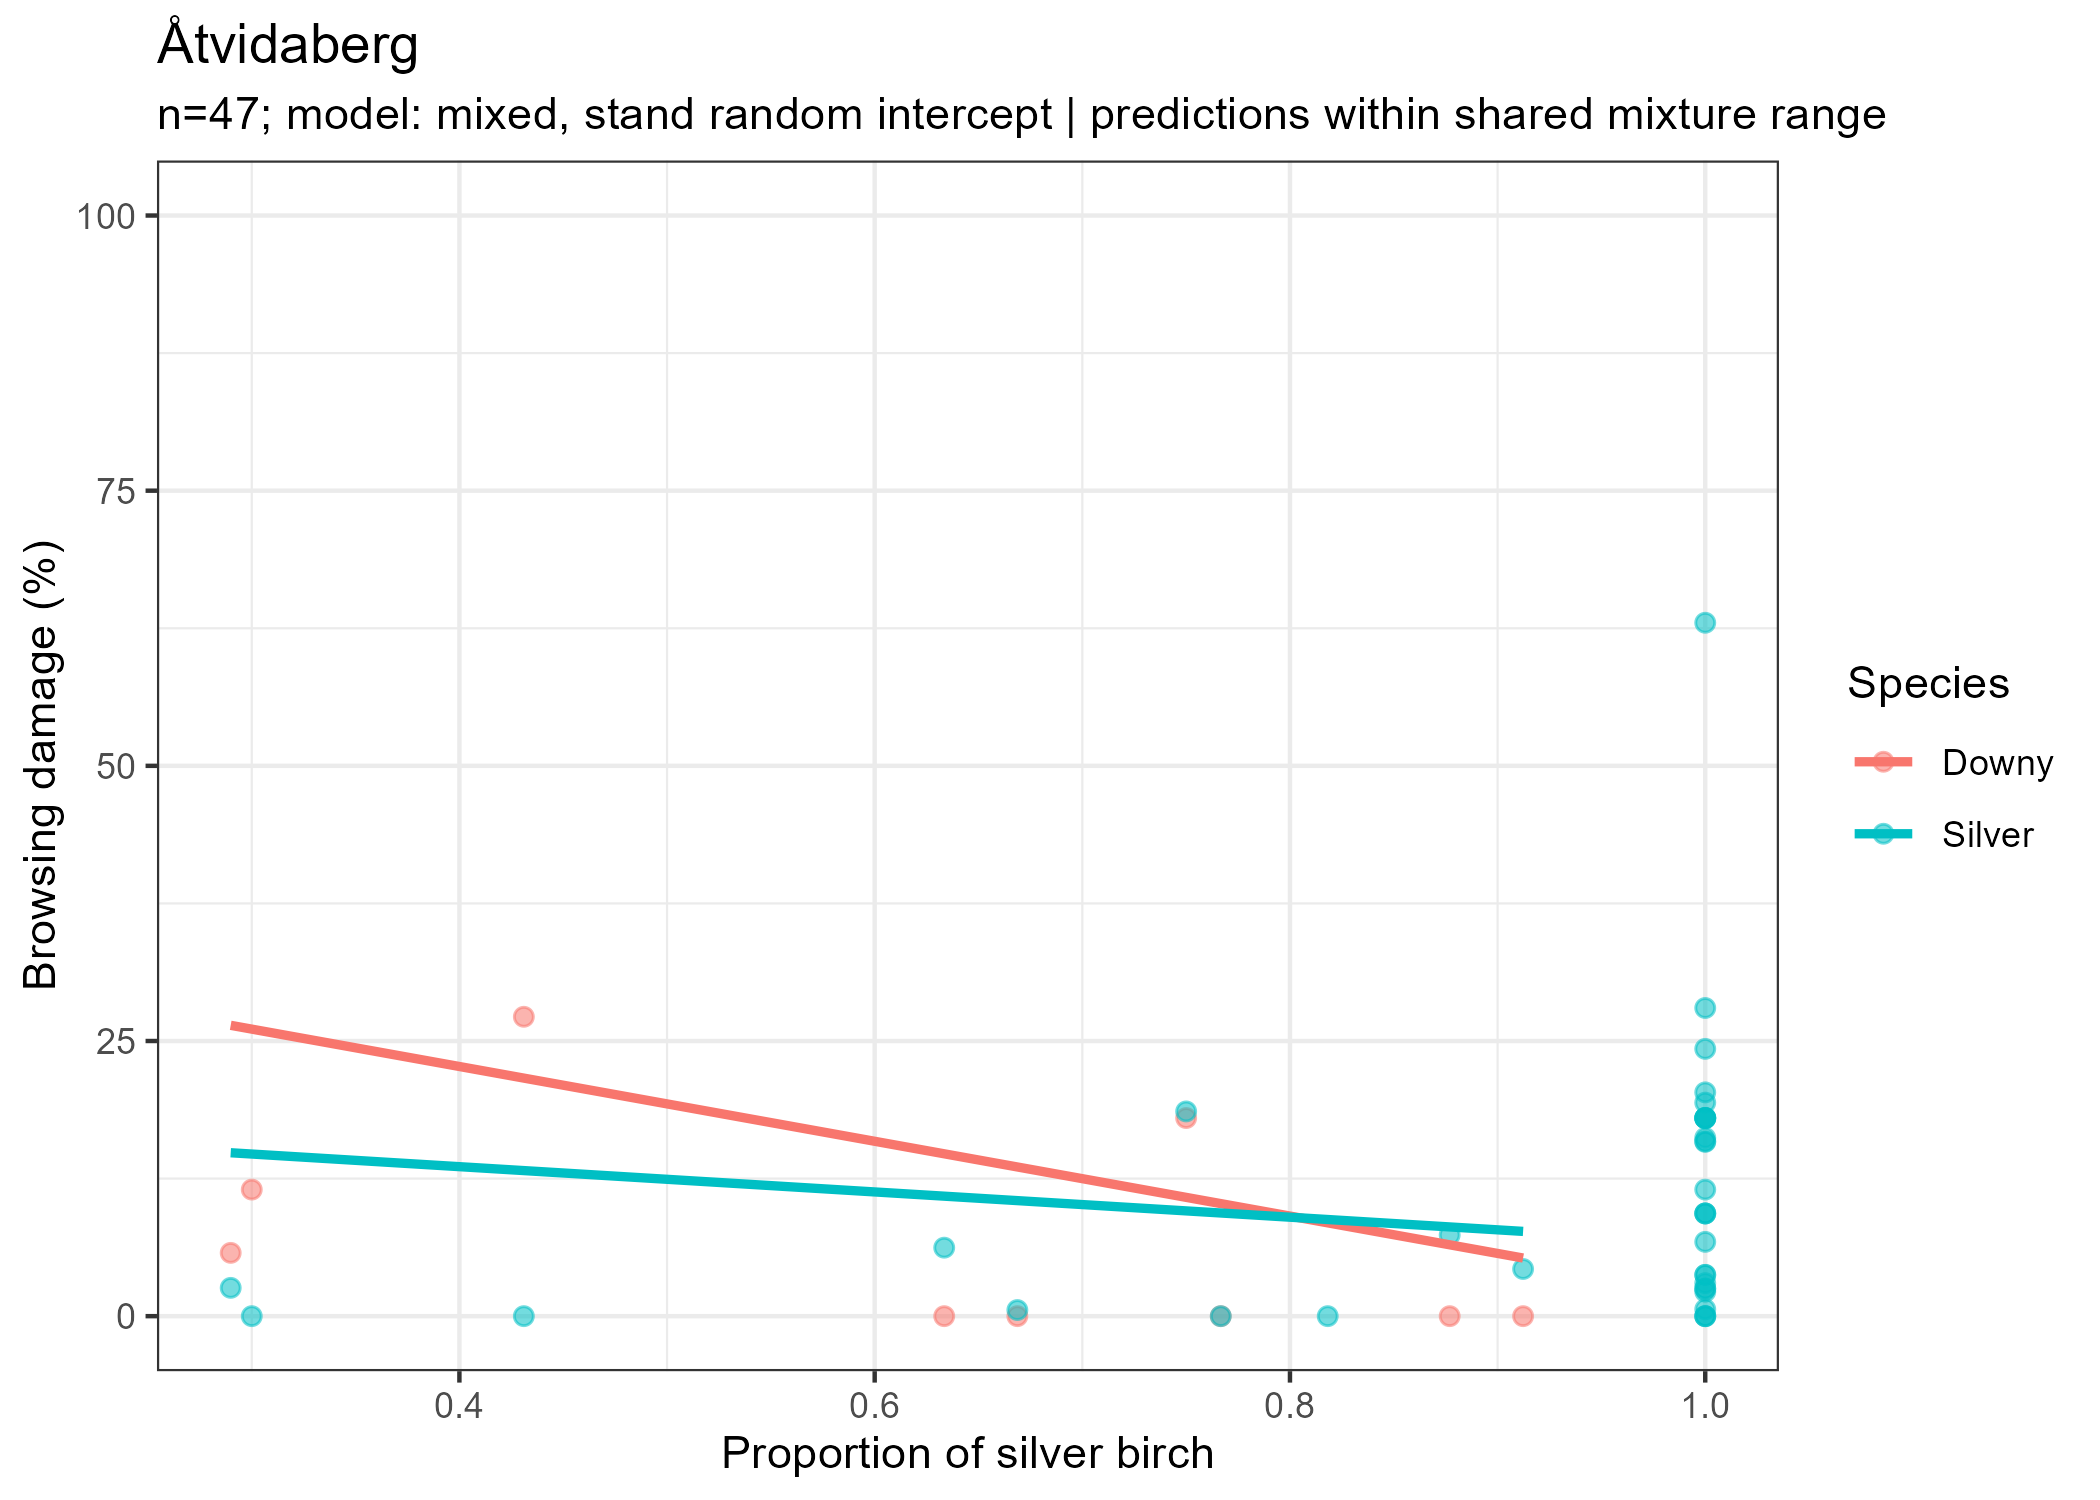 Åtvidaberg
n=47; model: mixed, stand random intercept | predictions within shared mixture range
100
75
50
25
0
Browsing damage (%)
0.4
0.6
0.8
1.0
Proportion of silver birch
Species
Downy
Silver